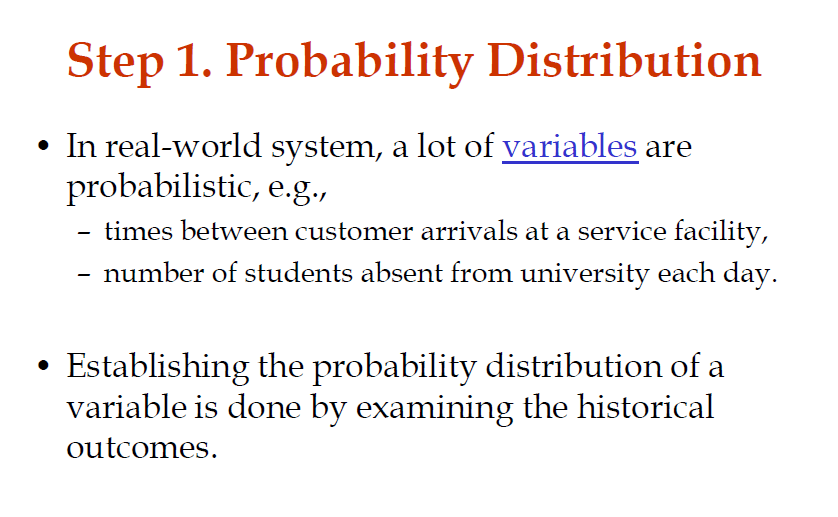 Step 1. Probability Distribution
• In real-world system, a lot of variables are
probabilistic, e.g.,
– times between customer arrivals at a service facility,
– number of students absent from university each day.
• Establishing the probability distribution of a
variable is done by examining the historical
outcomes.